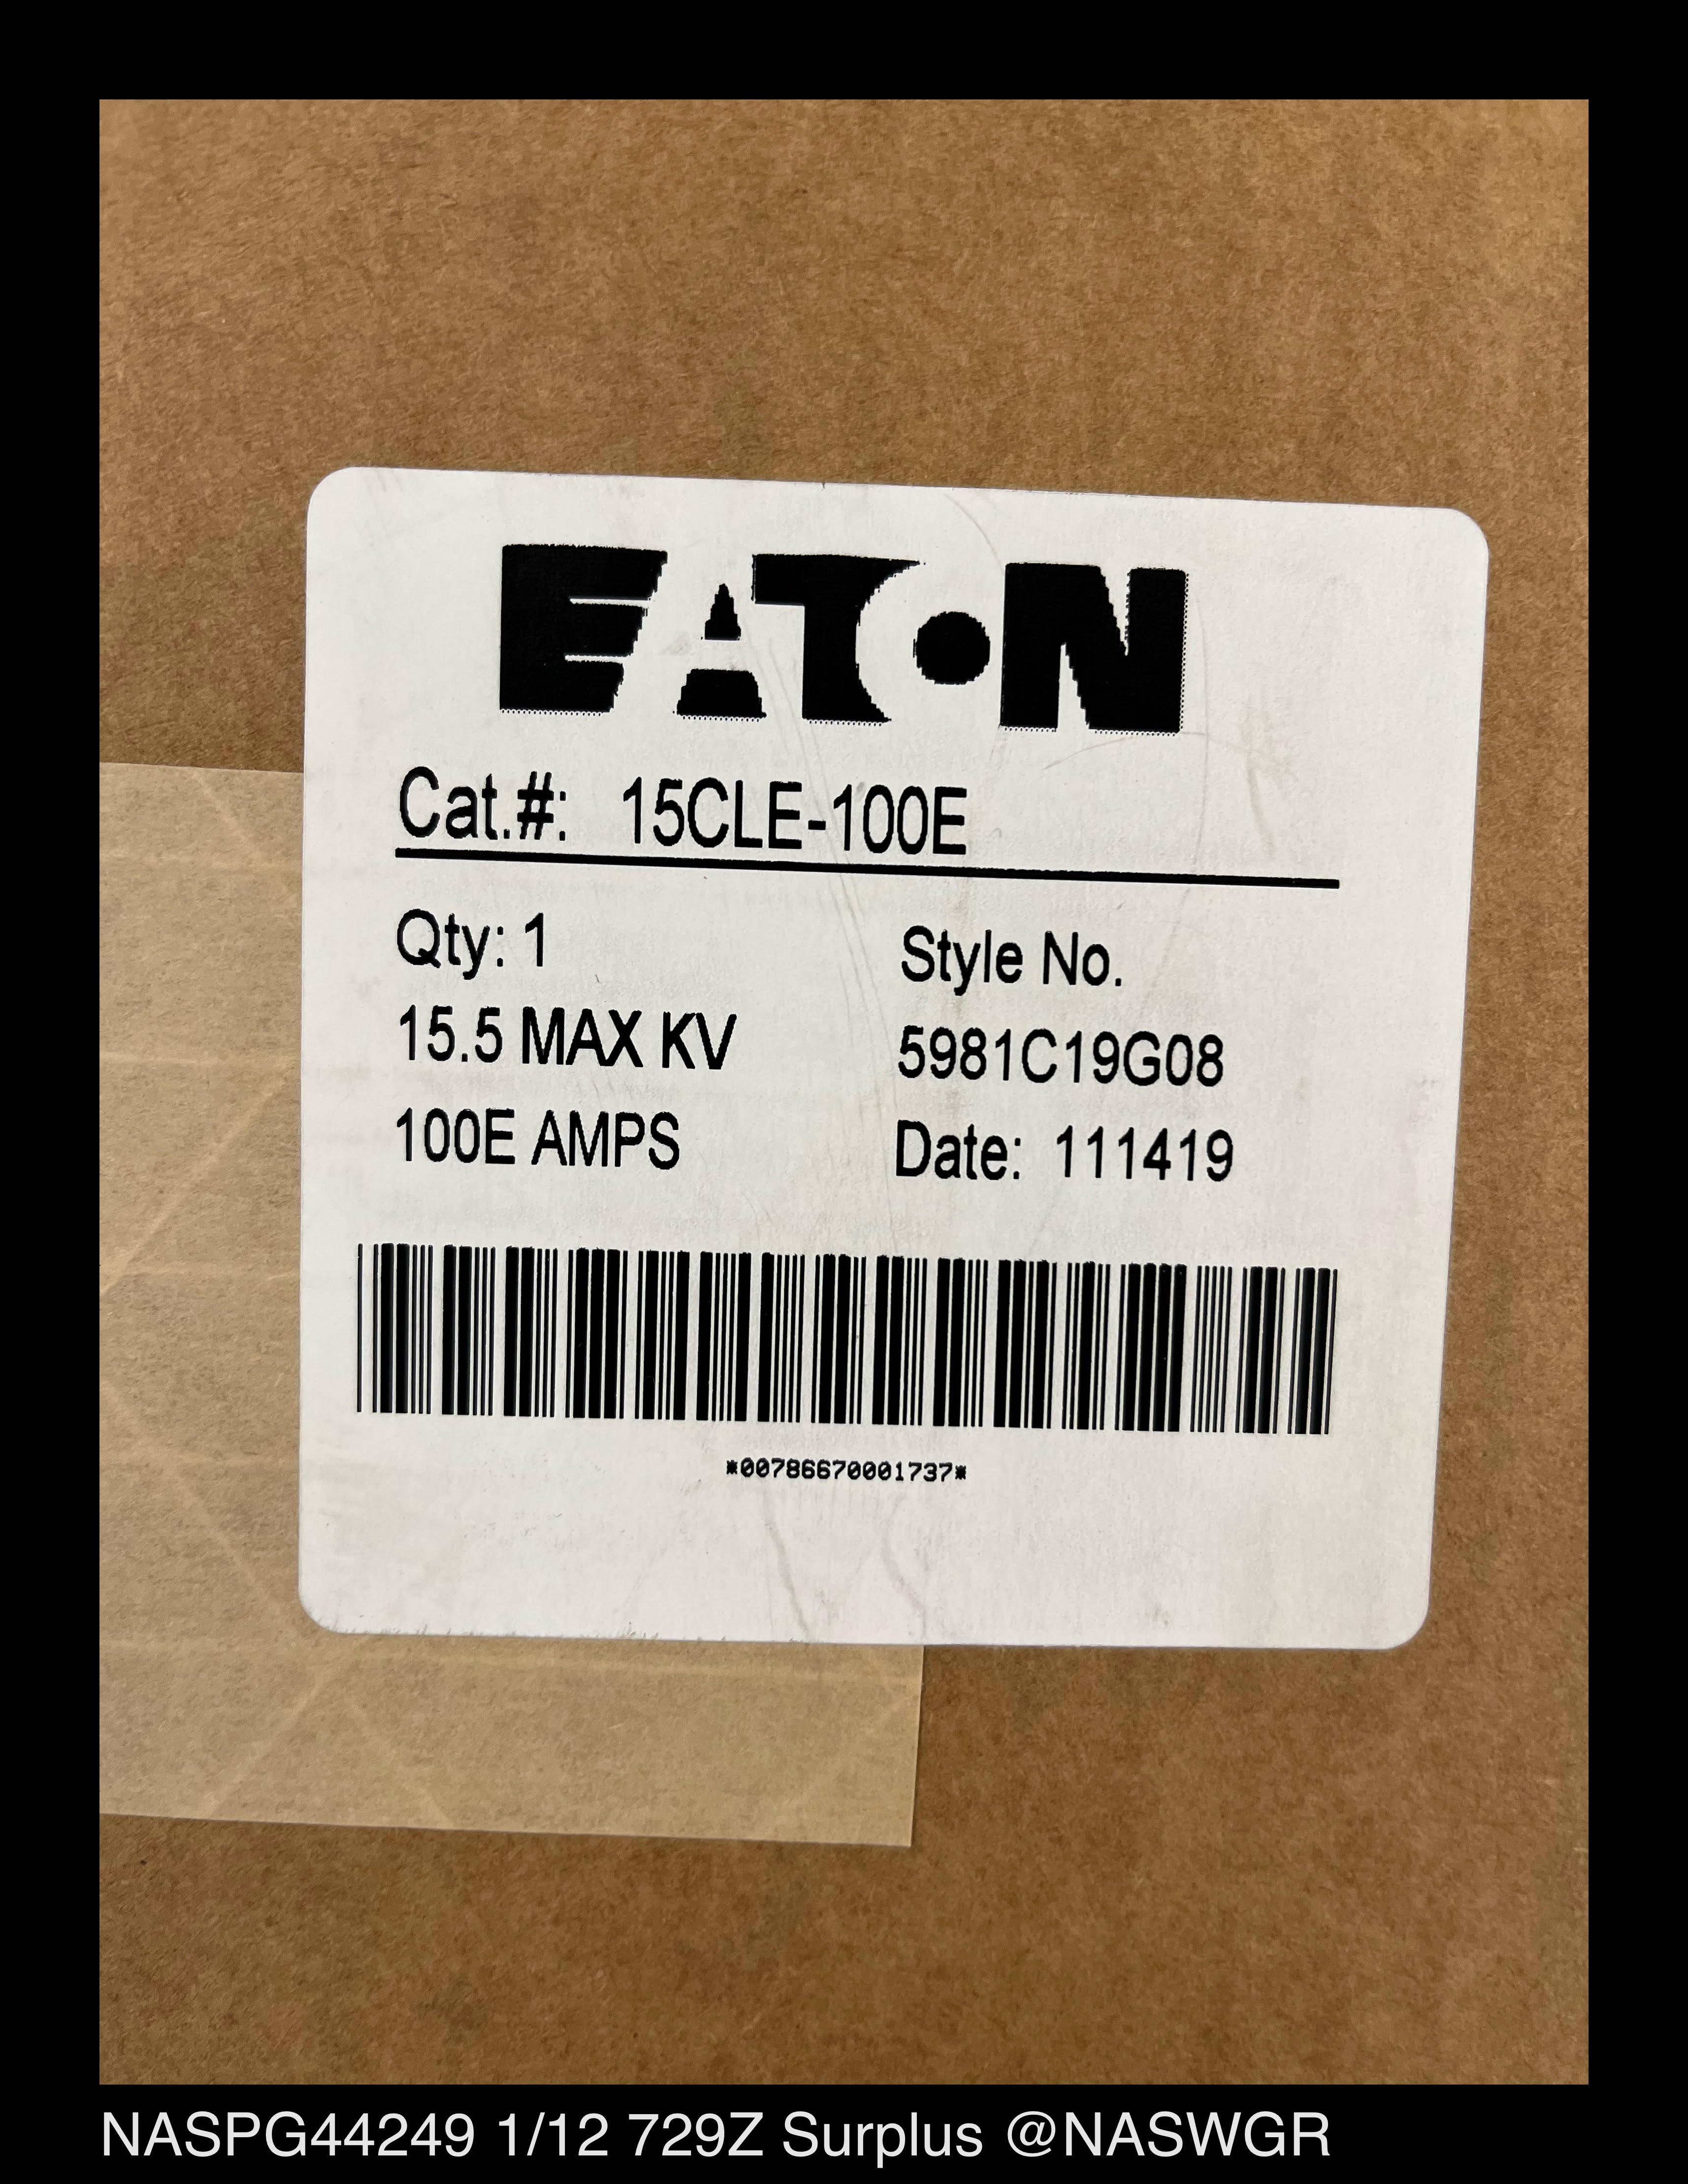 EATON
Cat.#: 15CLE-100E
Qty: 1
15.5 MAX KV
100E AMPS
Style No.
5981C19G08
Date: 111419
*00786670001737*
NASPG44249 1/12 729Z Surplus @NASWGR